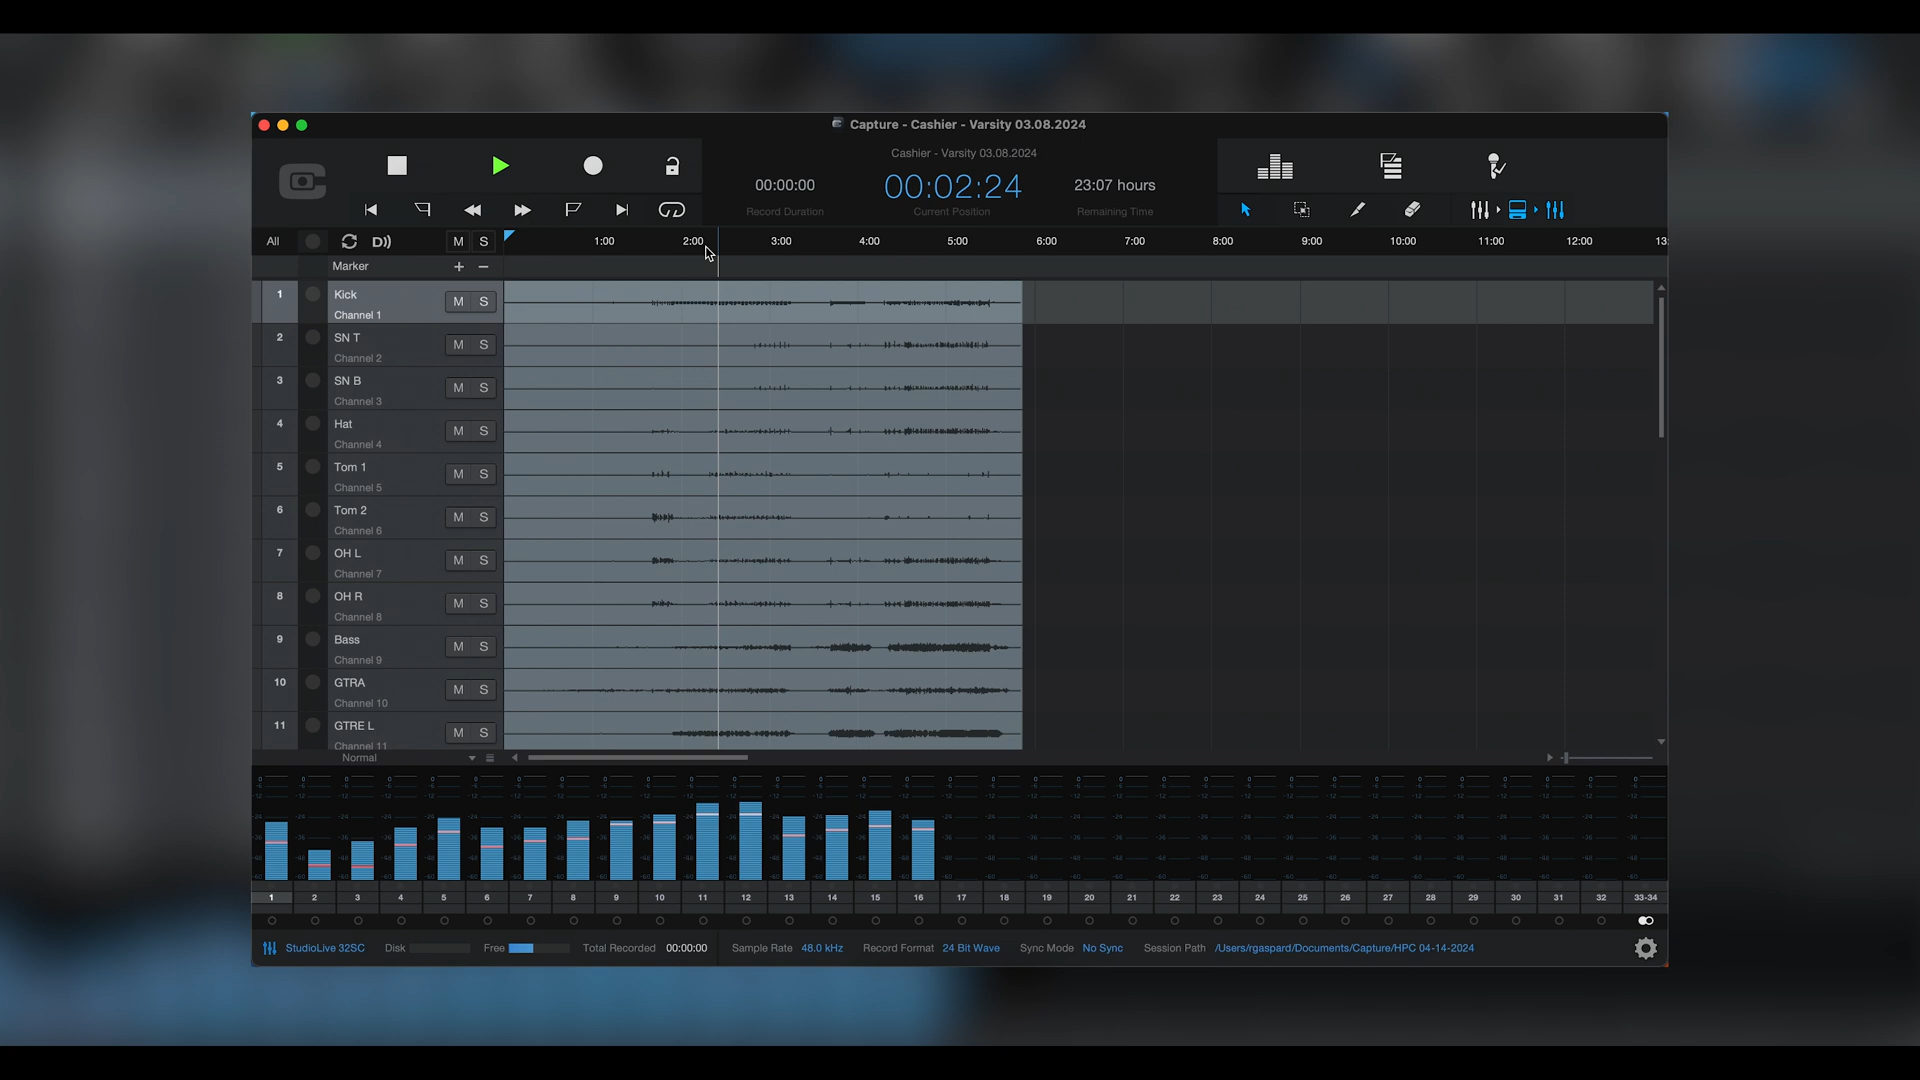 Capture - Cashier - Varsity 03.08.2024
Cashier - Varsity 03.08.2024
00:00:00 00:02:24 23:07 hours
Record Duration Current Position Remaining Time
All D)) M S 1:00 2:00 3:00 4:00 5:00 6:00 7:00 8:00 9:00 10:00 11:00 12:00 13:
Marker + −
1 Kick M S
Channel 1
2 SN T M S
Channel 2
3 SN B M S
Channel 3
4 Hat M S
Channel 4
5 Tom 1 M S
Channel 5
6 Tom 2 M S
Channel 6
7 OH L M S
Channel 7
8 OH R M S
Channel 8
9 Bass M S
Channel 9
10 GTRA M S
Channel 10
11 GTRE L M S
Channel 11
Normal
1 2 3 4 5 6 7 8 9 10 11 12 13 14 15 16 17 18 19 20 21 22 23 24 25 26 27 28 29 30 31 32 33-34
StudioLive 32SC Disk Free Total Recorded 00:00:00 Sample Rate 48.0 kHz Record Format 24 Bit Wave Sync Mode No Sync Session Path /Users/rgaspard/Documents/Capture/HPC 04-14-2024